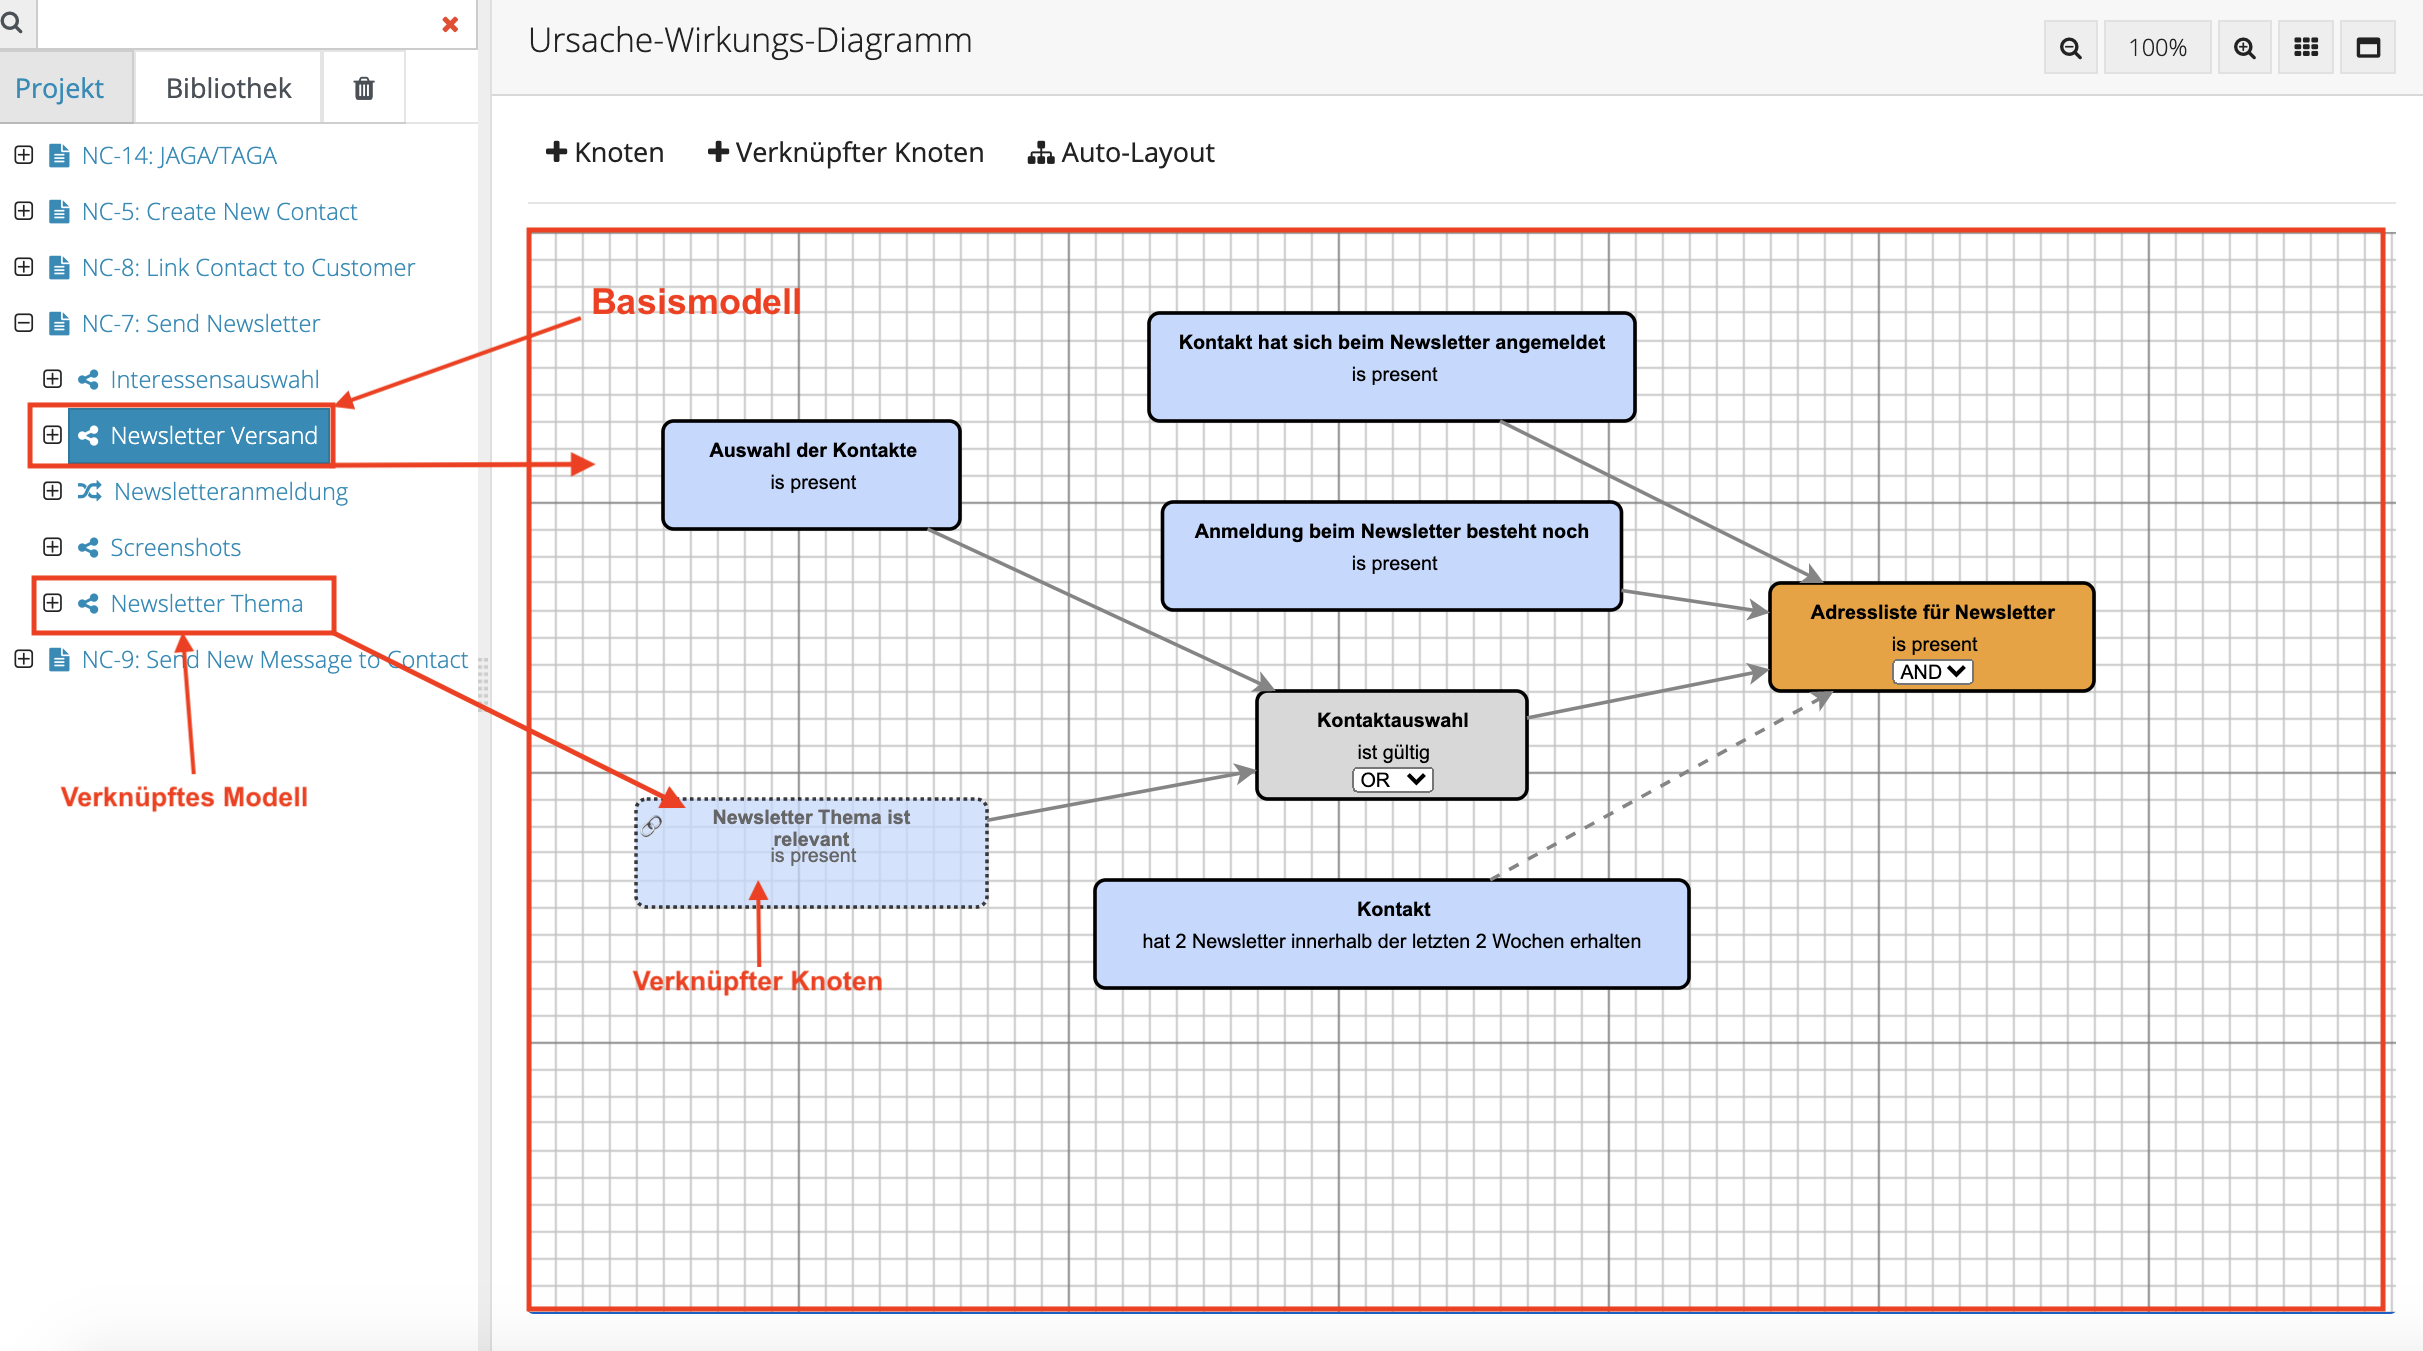 Ursache-Wirkungs-Diagramm
100%
Projekt
Bibliothek
Knoten
Verknüpfter Knoten
Auto-Layout
NC-14: JAGA/TAGA
NC-5: Create New Contact
NC-8: Link Contact to Customer
NC-7: Send Newsletter
Interessensauswahl
Newsletter Versand
Newsletteranmeldung
Screenshots
Newsletter Thema
NC-9: Send New Message to Contact
Verknüpftes Modell
Basismodell
Kontakt hat sich beim Newsletter angemeldet
is present
Auswahl der Kontakte
is present
Anmeldung beim Newsletter besteht noch
is present
Adressliste für Newsletter
is present
AND
Kontaktauswahl
ist gültig
OR
Newsletter Thema ist
relevant
is present
Kontakt
hat 2 Newsletter innerhalb der letzten 2 Wochen erhalten
Verknüpfter Knoten